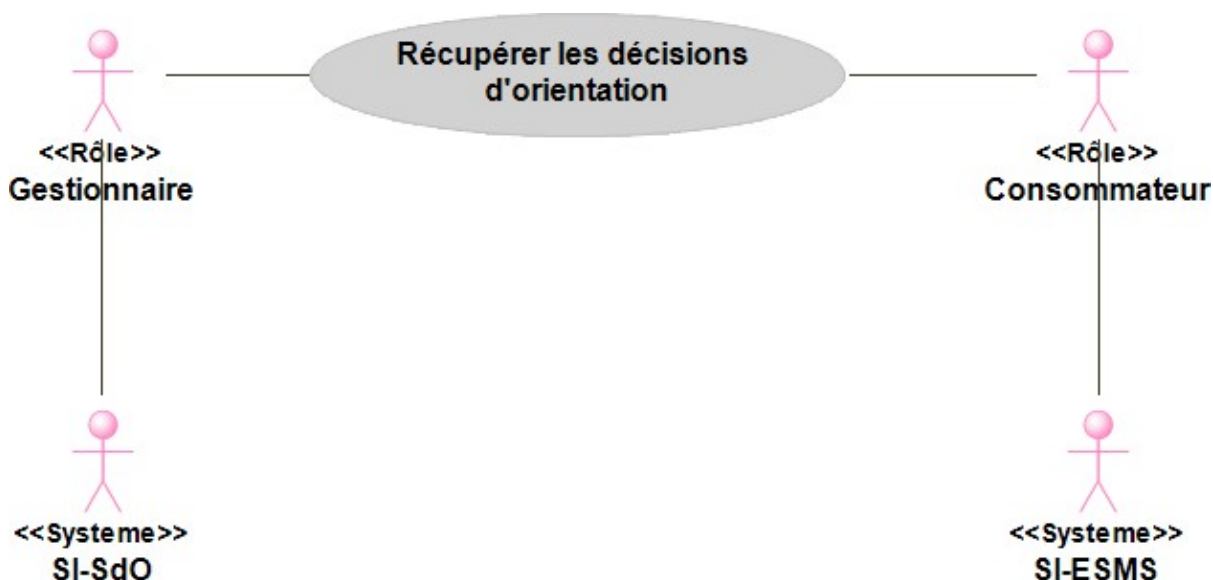 Récupérer les décisions
d'orientation
<<Rôle>>
Gestionnaire
<<Rôle>>
Consommateur
<<Systeme>>
SI-SdO
<<Systeme>>
SI-ESMS